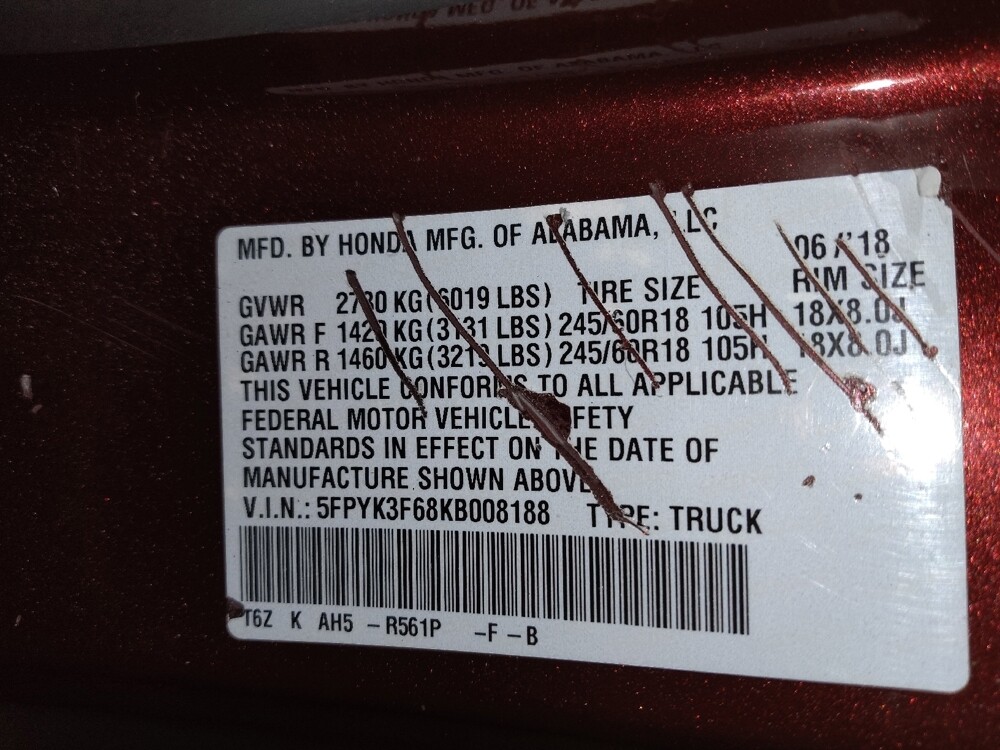 MFD. BY HONDA MFG. OF ALABAMA, LLC 06/'18
GVWR 2730 KG (6019 LBS) TIRE SIZE RIM SIZE
GAWR F 1420 KG (3131 LBS) 245/60R18 105H 18X8.0J
GAWR R 1460 KG (3219 LBS) 245/60R18 105H 18X8.0J
THIS VEHICLE CONFORMS TO ALL APPLICABLE
FEDERAL MOTOR VEHICLE SAFETY
STANDARDS IN EFFECT ON THE DATE OF
MANUFACTURE SHOWN ABOVE
V.I.N.: 5FPYK3F68KB008188 TYPE: TRUCK
T6Z K AH5 -R561P -F-B